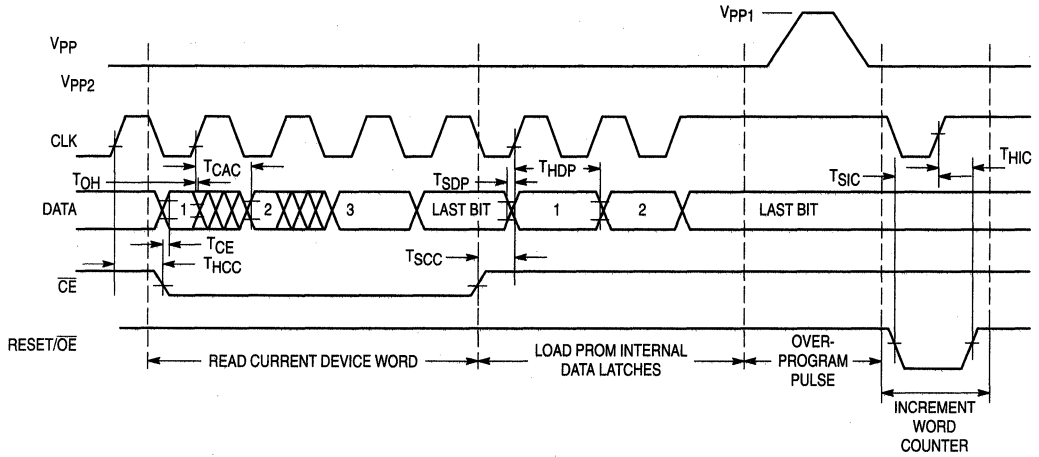 VPP1
VPP
VPP2
CLK
TCAC
THDP
THIC
TOH
TSDP
TSIC
DATA
1
2
3
LAST BIT
1
2
LAST BIT
TCE
THCC
TSCC
CE
RESET/OE
READ CURRENT DEVICE WORD
LOAD PROM INTERNAL
DATA LATCHES
OVER-
PROGRAM
PULSE
INCREMENT
WORD
COUNTER